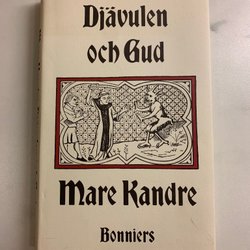 Djävulen
och Gud
Mare Kandre
Bonniers